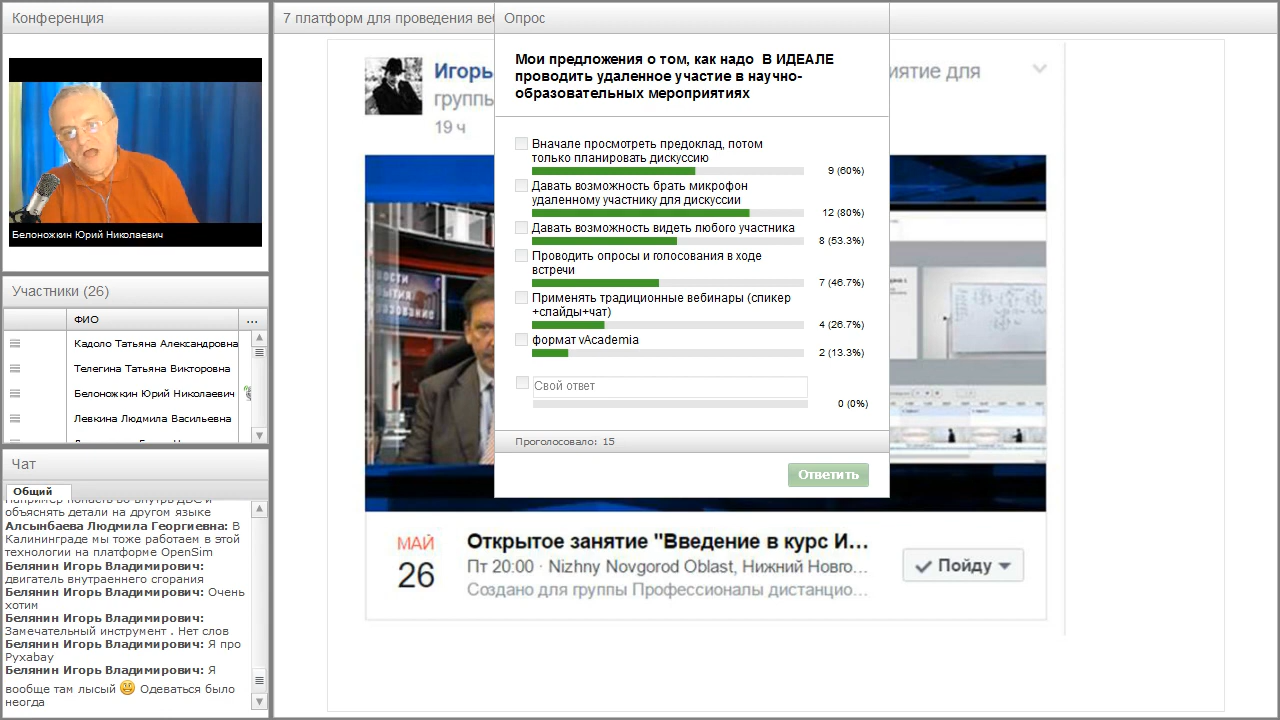 Конференция
Белоножкин Юрий Николаевич
Участники (26)
ФИО
...
Кадоло Татьяна Александровна
Телегина Татьяна Викторовна
Белоножкин Юрий Николаевич
Левкина Людмила Васильевна
Чат
Общий
объяснять детали на другом языке
Алсынбаева Людмила Георгиевна: В
Калининграде мы тоже работаем в этой
технологии на платформе OpenSim
Белянин Игорь Владимирович:
двигатель внутраеннего сгорания
Белянин Игорь Владимирович: Очень
хотим
Белянин Игорь Владимирович:
Замечательный инструмент . Нет слов
Белянин Игорь Владимирович: Я про
Pyxabay
Белянин Игорь Владимирович: Я
вообще там лысый Одеваться было
неогда
7 платформ для проведения веб
Игорь
группы
19 ч
иятие для
Опрос
Мои предложения о том, как надо В ИДЕАЛЕ
проводить удаленное участие в научно-
образовательных мероприятиях
Вначале просмотреть предоклад, потом
только планировать дискуссию
9 (60%)
Давать возможность брать микрофон
удаленному участнику для дискуссии
12 (80%)
Давать возможность видеть любого участника
8 (53.3%)
Проводить опросы и голосования в ходе
встречи
7 (46.7%)
Применять традиционные вебинары (спикер
+слайды+чат)
4 (26.7%)
формат vAcademia
2 (13.3%)
Свой ответ
0 (0%)
Проголосовало: 15
Ответить
МАЙ
26
Открытое занятие "Введение в курс И...
Пт 20:00 · Nizhny Novgorod Oblast, Нижний Новго...
Создано для группы Профессионалы дистанцио...
Пойду